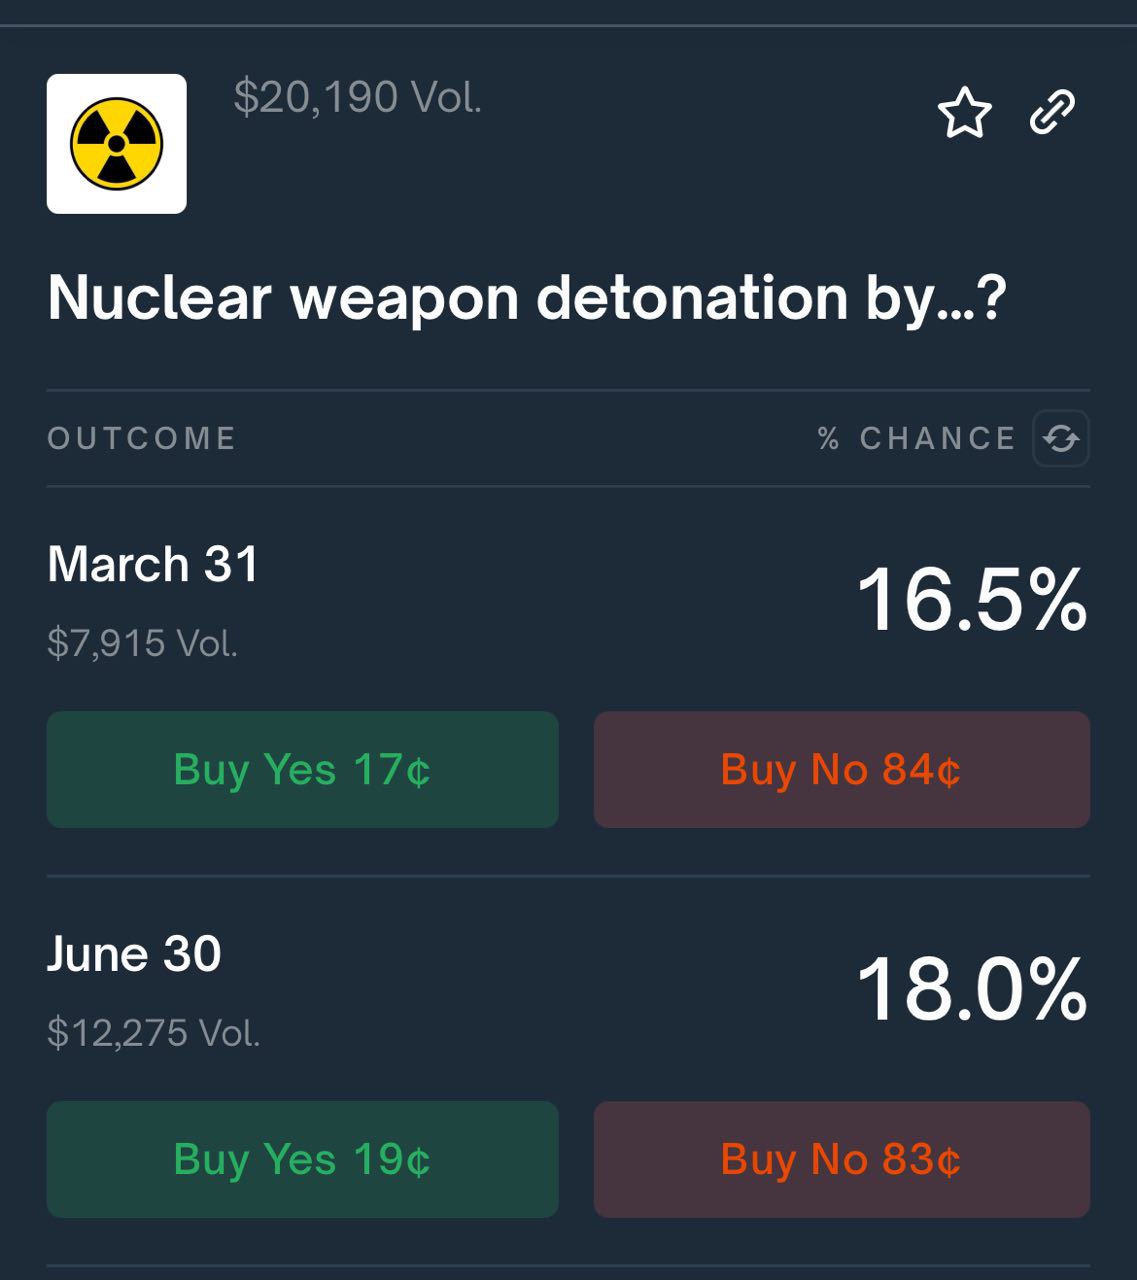 $20,190 Vol.
Nuclear weapon detonation by...?
OUTCOME
% CHANCE
March 31
16.5%
$7,915 Vol.
Buy Yes 17¢
Buy No 84¢
June 30
18.0%
$12,275 Vol.
Buy Yes 19¢
Buy No 83¢